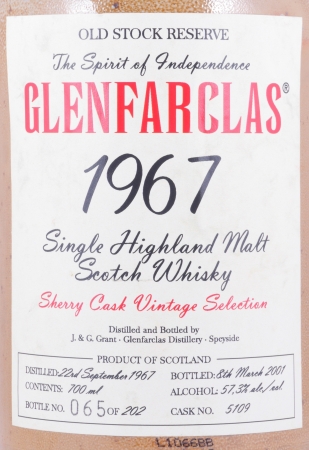 OLD STOCK RESERVE
The Spirit of Independence
GLENFARCLAS®
1967
Single Highland Malt
Scotch Whisky
Sherry Cask Vintage Selection
Distilled and Bottled by
J. & G. Grant - Glenfarclas Distillery - Speyside
PRODUCT OF SCOTLAND
DISTILLED: 22rd September 1967 BOTTLED: 8th March 2001
CONTENTS: 700 ml ALCOHOL: 57,3% alc/vol.
BOTTLE NO. 065 OF 202 CASK NO. 5109
L1066BB